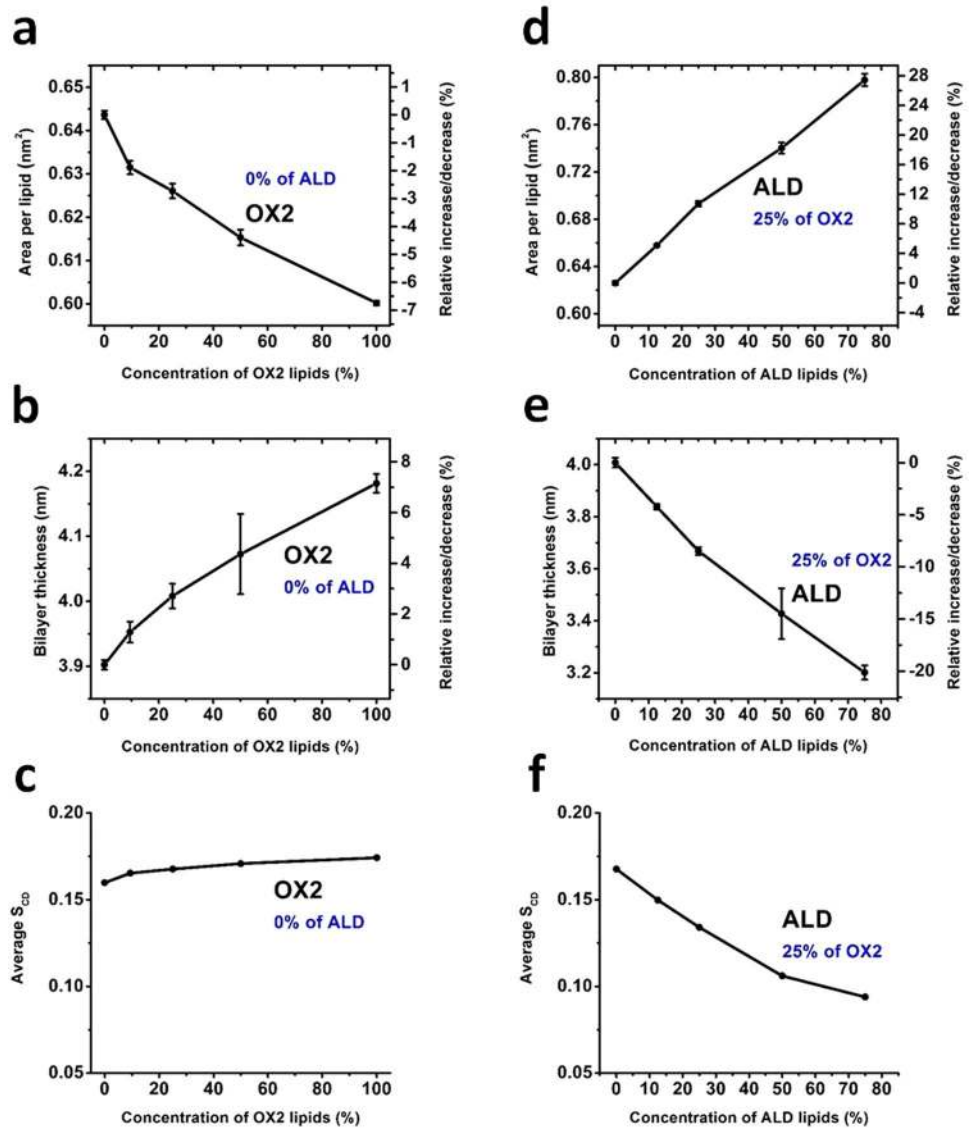 a
0.65
0.64
0.63
0.62
0.61
0.60
Area per lipid (nm²)
1
0
-1
-2
-3
-4
-5
-6
-7
Relative increase/decrease (%)
0% of ALD
OX2
0 20 40 60 80 100
Concentration of OX2 lipids (%)
d
0.80
0.76
0.72
0.68
0.64
0.60
Area per lipid (nm²)
28
24
20
16
12
8
4
0
-4
Relative increase/decrease (%)
ALD
25% of OX2
0 10 20 30 40 50 60 70 80
Concentration of ALD lipids (%)
b
4.2
4.1
4.0
3.9
Bilayer thickness (nm)
8
6
4
2
0
Relative increase/decrease (%)
OX2
0% of ALD
0 20 40 60 80 100
Concentration of OX2 lipids (%)
e
4.0
3.8
3.6
3.4
3.2
Bilayer thickness (nm)
0
-5
-10
-15
-20
Relative increase/decrease (%)
25% of OX2
ALD
0 10 20 30 40 50 60 70 80
Concentration of ALD lipids (%)
c
0.20
0.15
0.10
0.05
Average S_CD
OX2
0% of ALD
0 20 40 60 80 100
Concentration of OX2 lipids (%)
f
0.20
0.15
0.10
0.05
Average S_CD
ALD
25% of OX2
0 10 20 30 40 50 60 70 80
Concentration of ALD lipids (%)